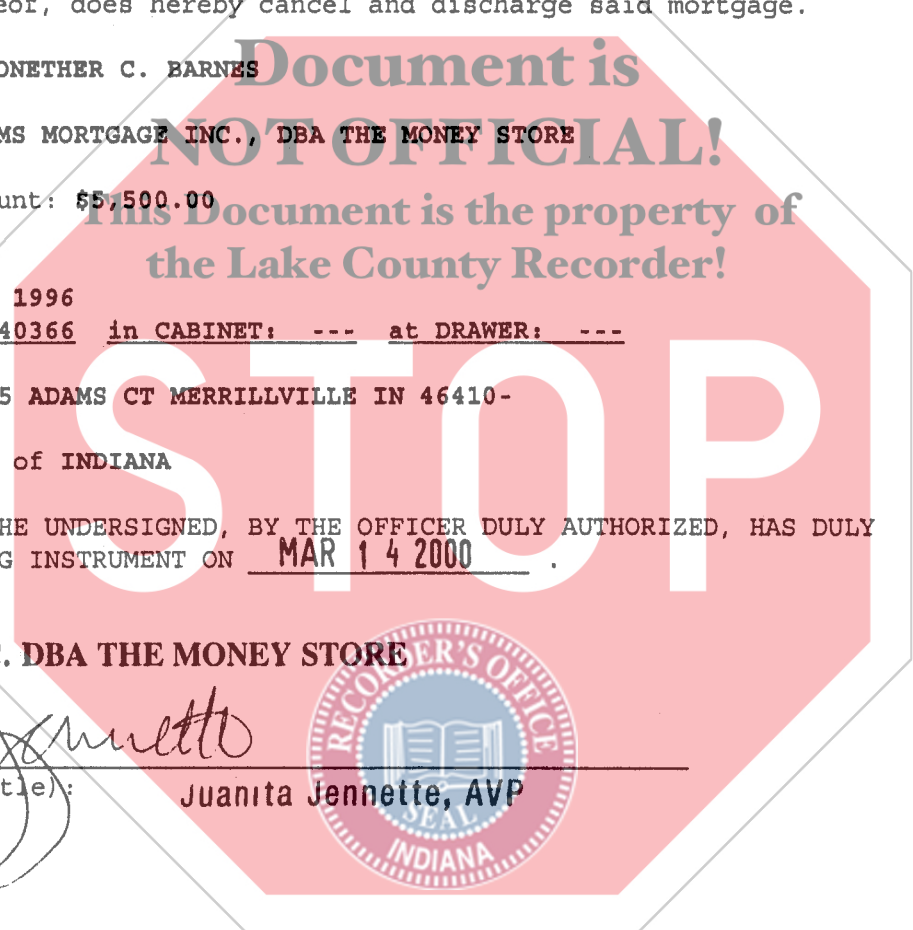 eof, does hereby cancel and discharge said mortgage.
ONETHER C. BARNES
Document is
MS MORTGAGE INC., DBA THE MONEY STORE
NOT OFFICIAL!
unt: $5,500.00
This Document is the property of
the Lake County Recorder!
1996
40366 in CABINET: --- at DRAWER: ---
STOP
5 ADAMS CT MERRILLVILLE IN 46410-
of INDIANA
HE UNDERSIGNED, BY THE OFFICER DULY AUTHORIZED, HAS DULY
G INSTRUMENT ON MAR 14 2000 .
. DBA THE MONEY STORE
RECORDER'S OFFICE
tle): Juanita Jennette, AVP
SEAL
INDIANA